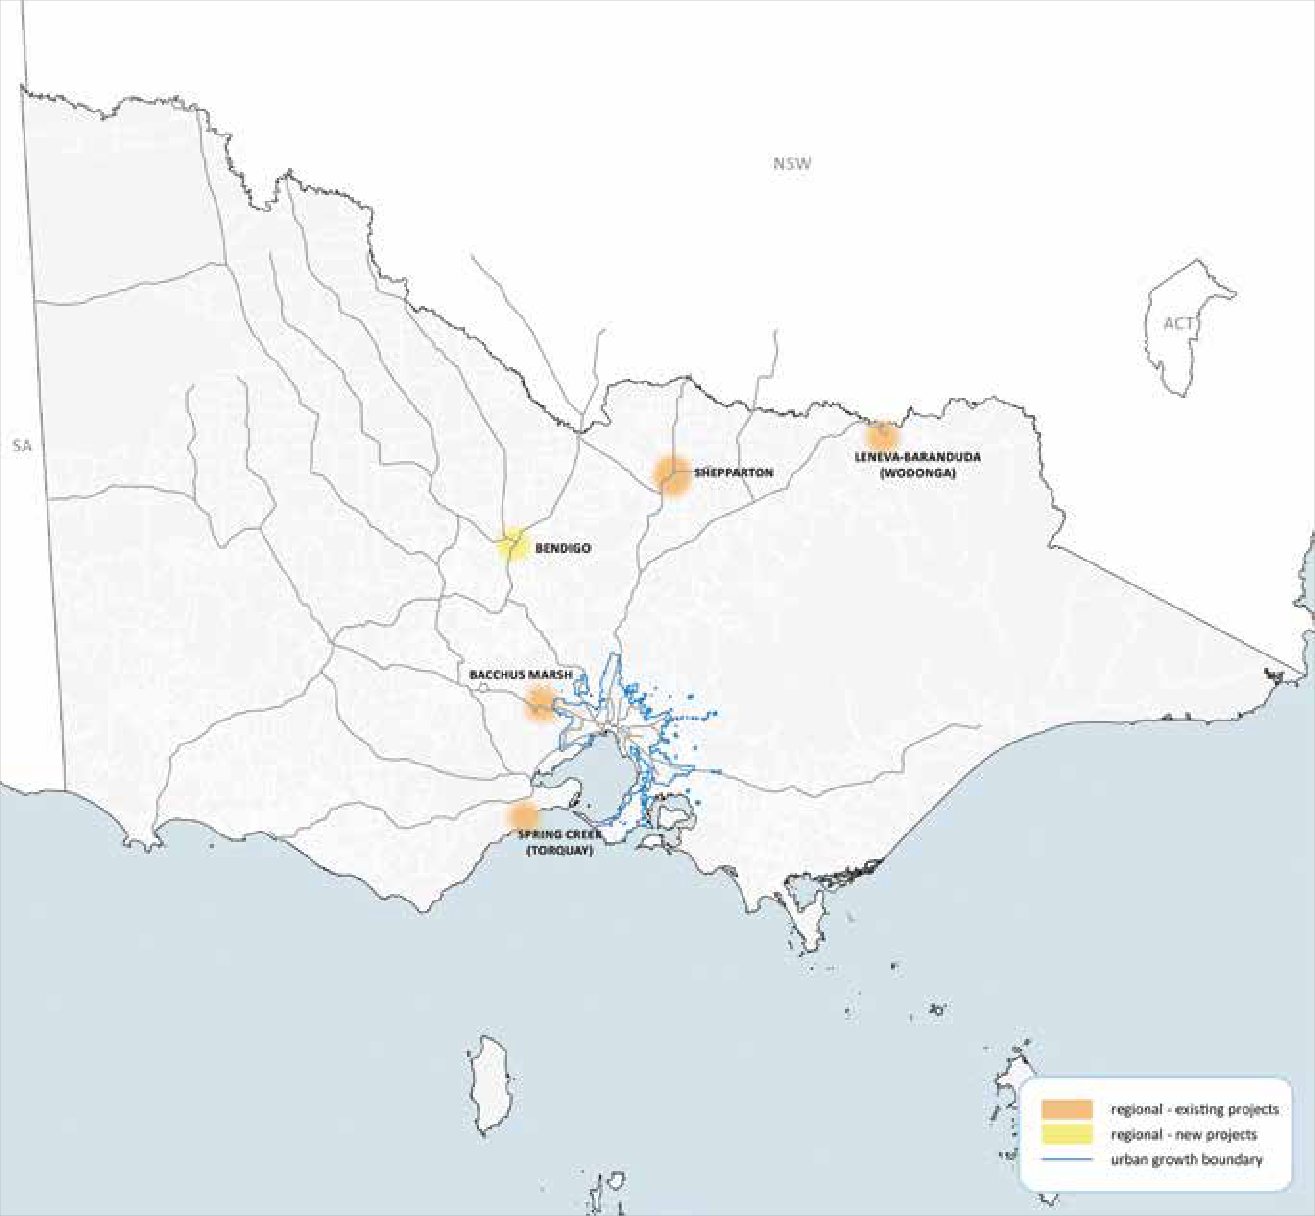 NSW
ACT
SA
LENEVA-BARANDUDA
(WODONGA)
SHEPPARTON
BENDIGO
BACCHUS MARSH
SPRING CREEK
(TORQUAY)
regional - existing projects
regional - new projects
urban growth boundary